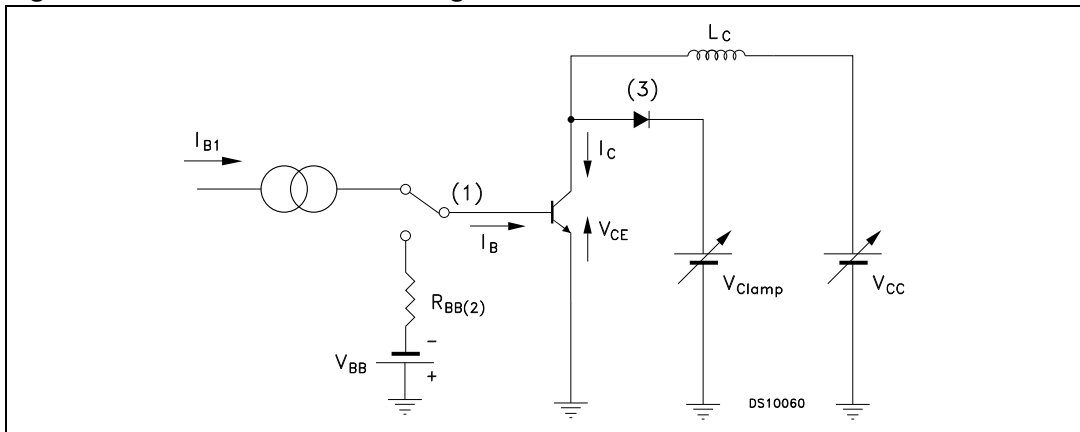 L_C
(3)
I_B1
I_C
(1)
I_B
V_CE
V_Clamp
V_CC
R_BB(2)
V_BB
-
+
DS10060